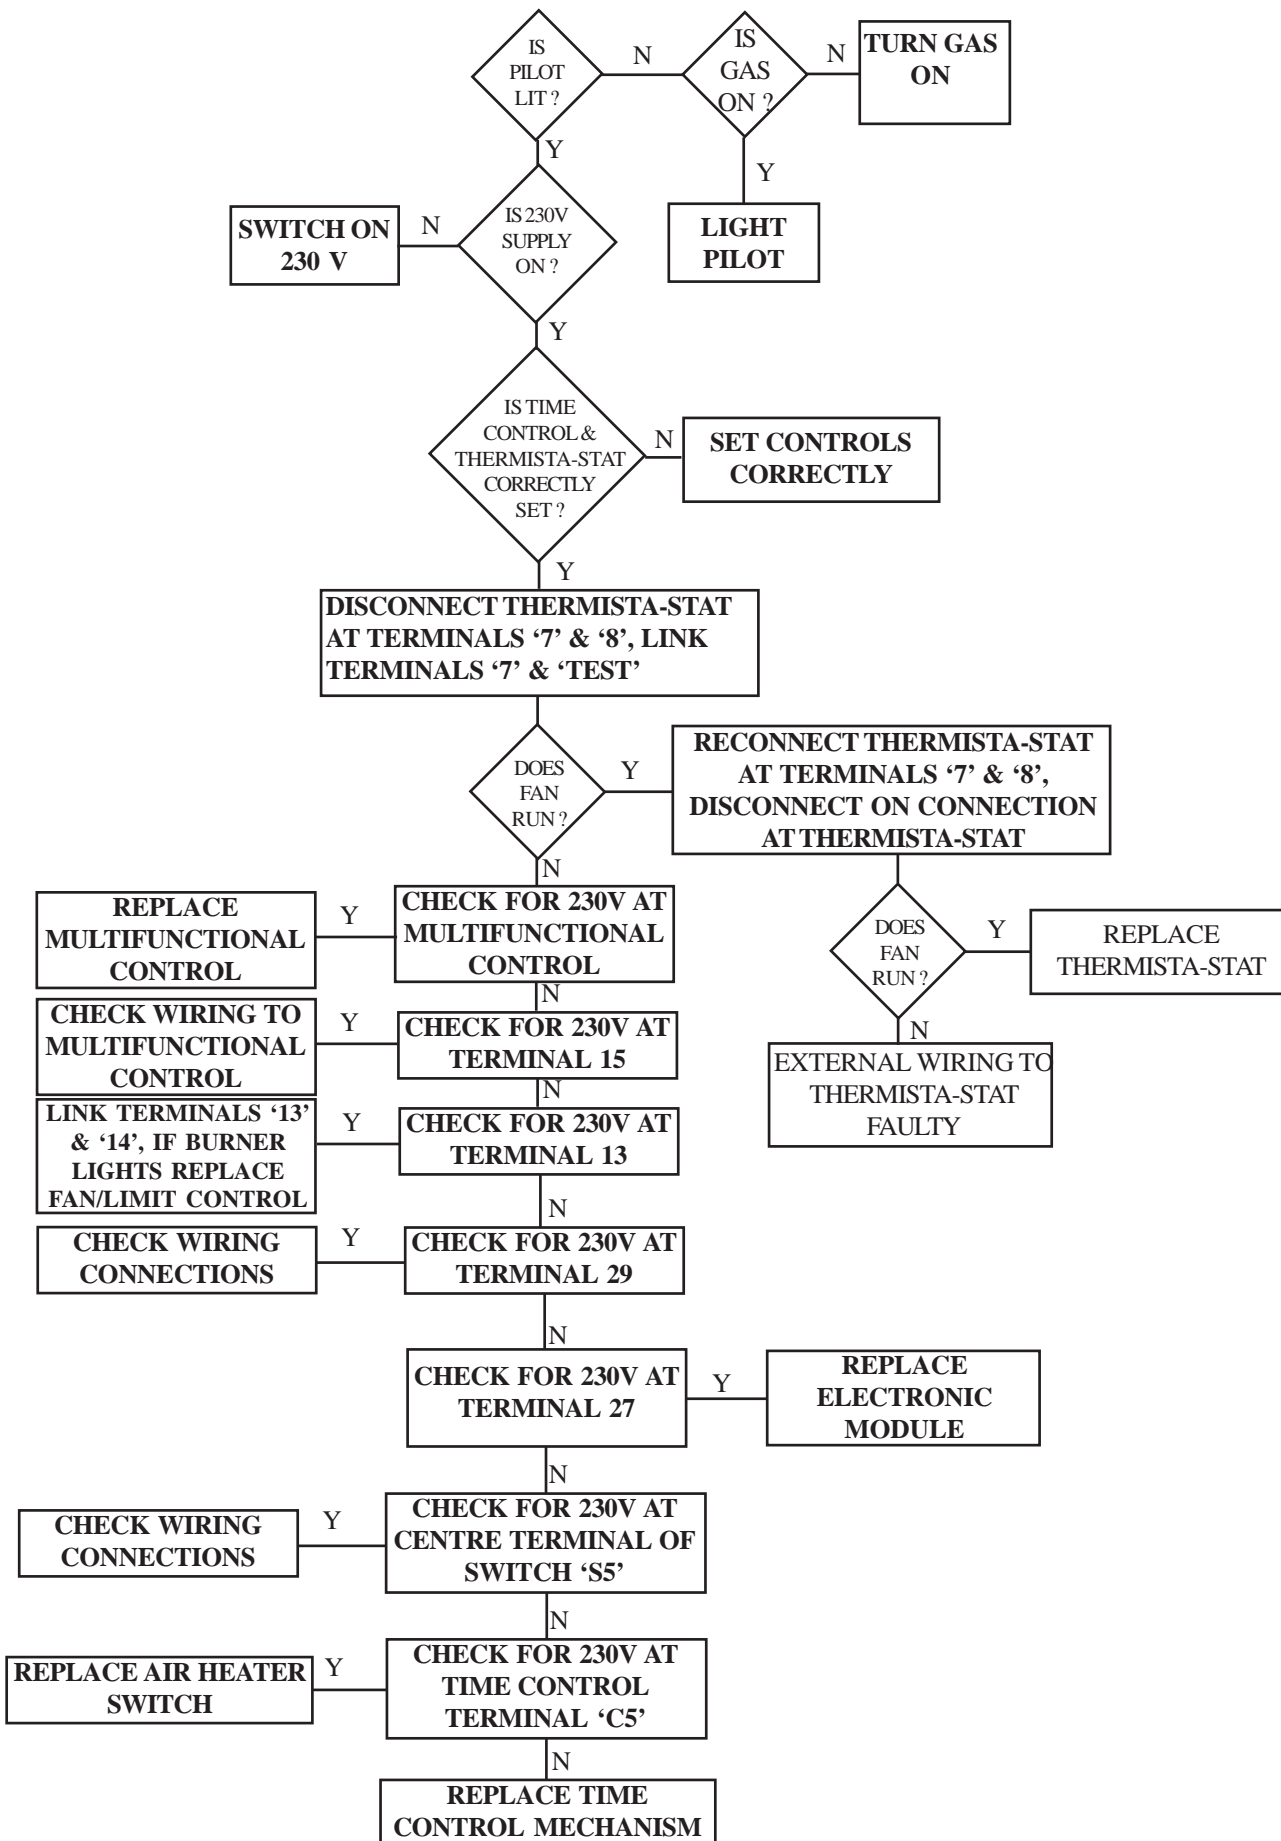 IS
PILOT
LIT ?
N
IS
GAS
ON ?
N
TURN GAS
ON
Y
Y
LIGHT
PILOT
IS 230V
SUPPLY
ON ?
N
SWITCH ON
230 V
Y
IS TIME
CONTROL &
THERMISTA-STAT
CORRECTLY
SET ?
N
SET CONTROLS
CORRECTLY
Y
DISCONNECT THERMISTA-STAT
AT TERMINALS ‘7’ & ‘8’, LINK
TERMINALS ‘7’ & ‘TEST’
DOES
FAN
RUN ?
Y
RECONNECT THERMISTA-STAT
AT TERMINALS ‘7’ & ‘8’,
DISCONNECT ON CONNECTION
AT THERMISTA-STAT
DOES
FAN
RUN ?
Y
REPLACE
THERMISTA-STAT
N
EXTERNAL WIRING TO
THERMISTA-STAT
FAULTY
N
CHECK FOR 230V AT
MULTIFUNCTIONAL
CONTROL
Y
REPLACE
MULTIFUNCTIONAL
CONTROL
N
CHECK FOR 230V AT
TERMINAL 15
Y
CHECK WIRING TO
MULTIFUNCTIONAL
CONTROL
N
CHECK FOR 230V AT
TERMINAL 13
Y
LINK TERMINALS ‘13’
& ‘14’, IF BURNER
LIGHTS REPLACE
FAN/LIMIT CONTROL
N
CHECK FOR 230V AT
TERMINAL 29
Y
CHECK WIRING
CONNECTIONS
N
CHECK FOR 230V AT
TERMINAL 27
Y
REPLACE
ELECTRONIC
MODULE
N
CHECK FOR 230V AT
CENTRE TERMINAL OF
SWITCH ‘S5’
Y
CHECK WIRING
CONNECTIONS
N
CHECK FOR 230V AT
TIME CONTROL
TERMINAL ‘C5’
Y
REPLACE AIR HEATER
SWITCH
N
REPLACE TIME
CONTROL MECHANISM